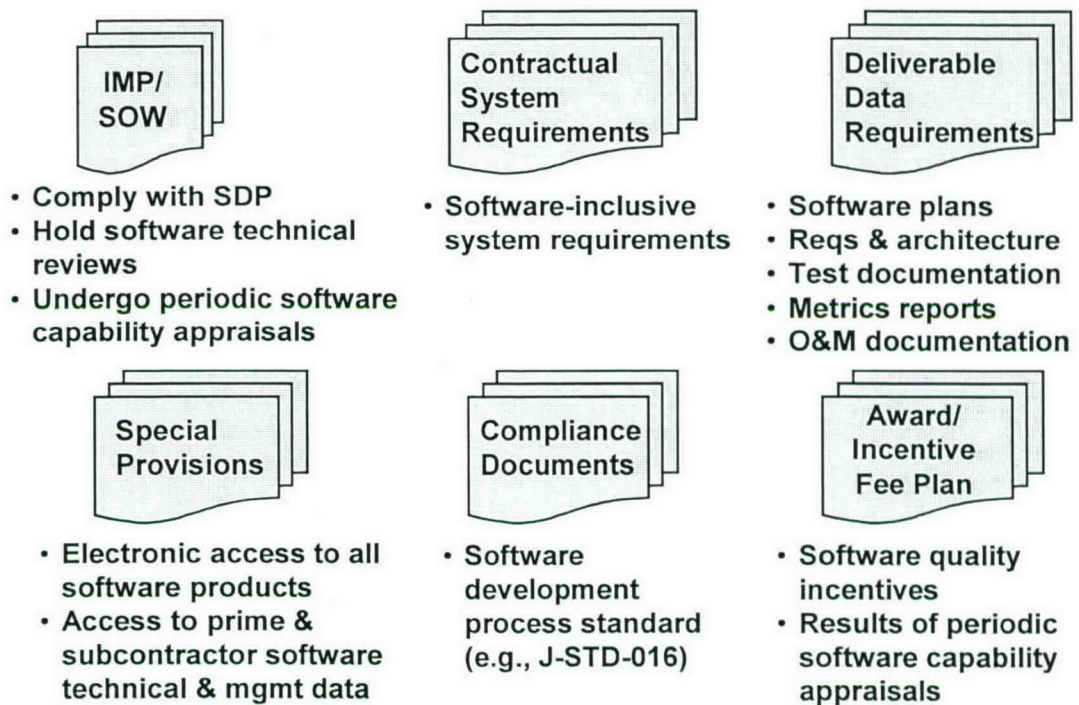 IMP/
SOW
• Comply with SDP
• Hold software technical
reviews
• Undergo periodic software
capability appraisals
Contractual
System
Requirements
• Software-inclusive
system requirements
Deliverable
Data
Requirements
• Software plans
• Reqs & architecture
• Test documentation
• Metrics reports
• O&M documentation
Special
Provisions
• Electronic access to all
software products
• Access to prime &
subcontractor software
technical & mgmt data
Compliance
Documents
• Software
development
process standard
(e.g., J-STD-016)
Award/
Incentive
Fee Plan
• Software quality
incentives
• Results of periodic
software capability
appraisals